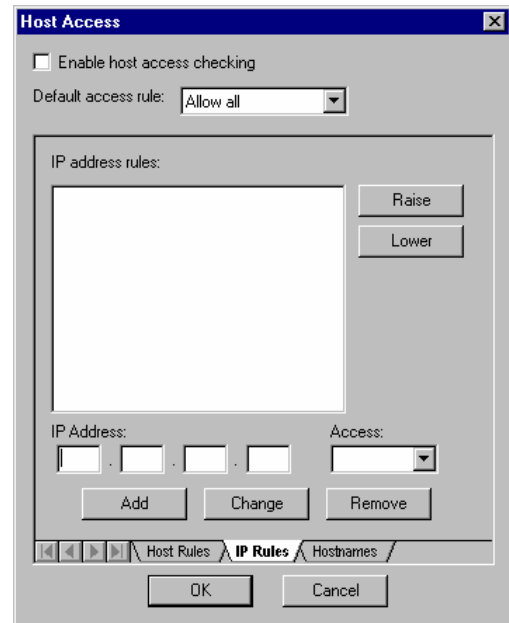 Host Access
Enable host access checking
Default access rule: Allow all
IP address rules:
Raise
Lower
IP Address: Access:
. . .
Add Change Remove
Host Rules IP Rules Hostnames
OK Cancel